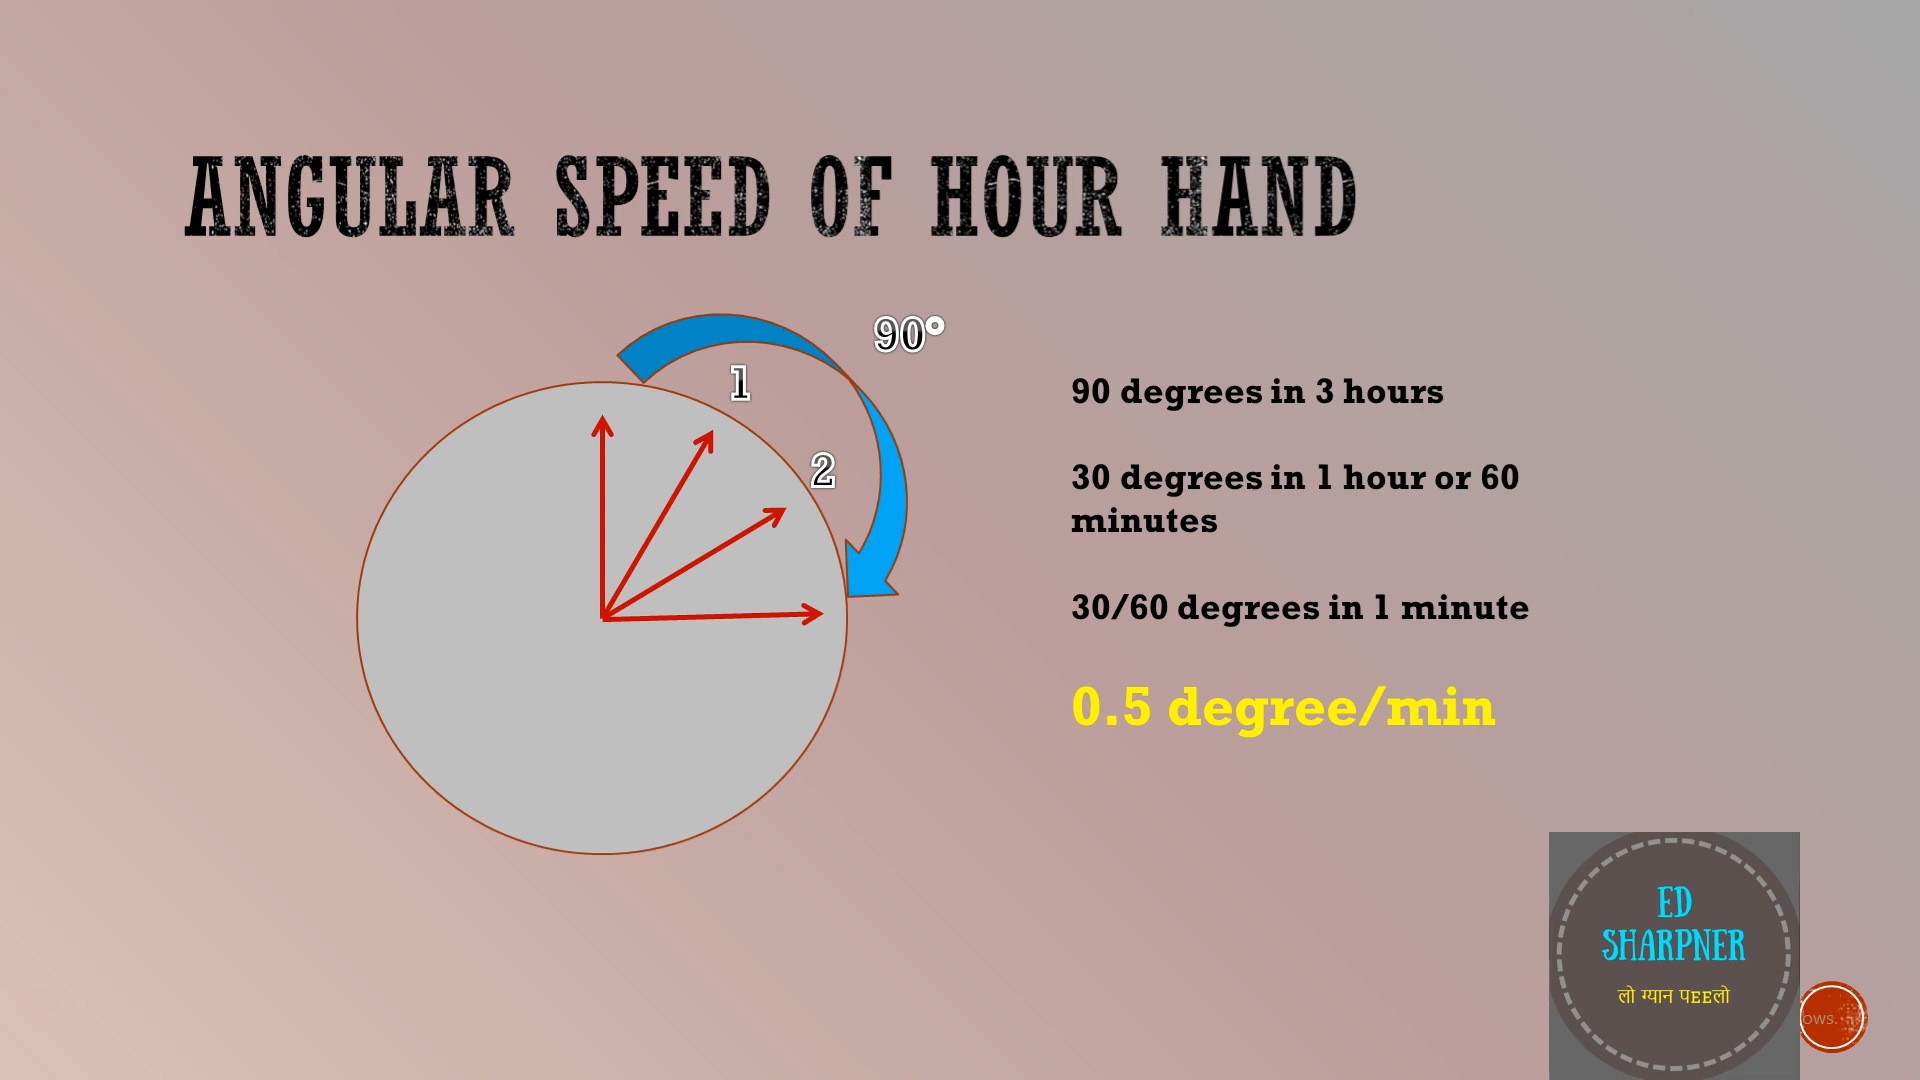 ANGULAR SPEED OF HOUR HAND
90°
1
2
90 degrees in 3 hours
30 degrees in 1 hour or 60
minutes
30/60 degrees in 1 minute
0.5 degree/min
ED
SHARPNER
लो ग्यान पEEलो
ows.